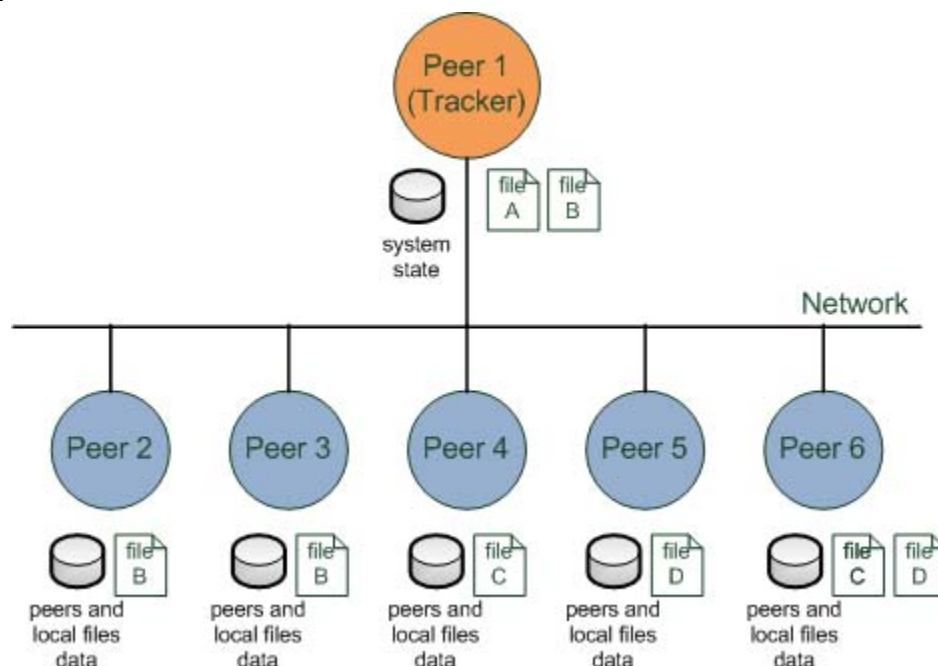 Peer 1
(Tracker)
file
A
file
B
system
state
Network
Peer 2
Peer 3
Peer 4
Peer 5
Peer 6
file
B
file
B
file
C
file
D
file
C
file
D
peers and
local files
data
peers and
local files
data
peers and
local files
data
peers and
local files
data
peers and
local files
data